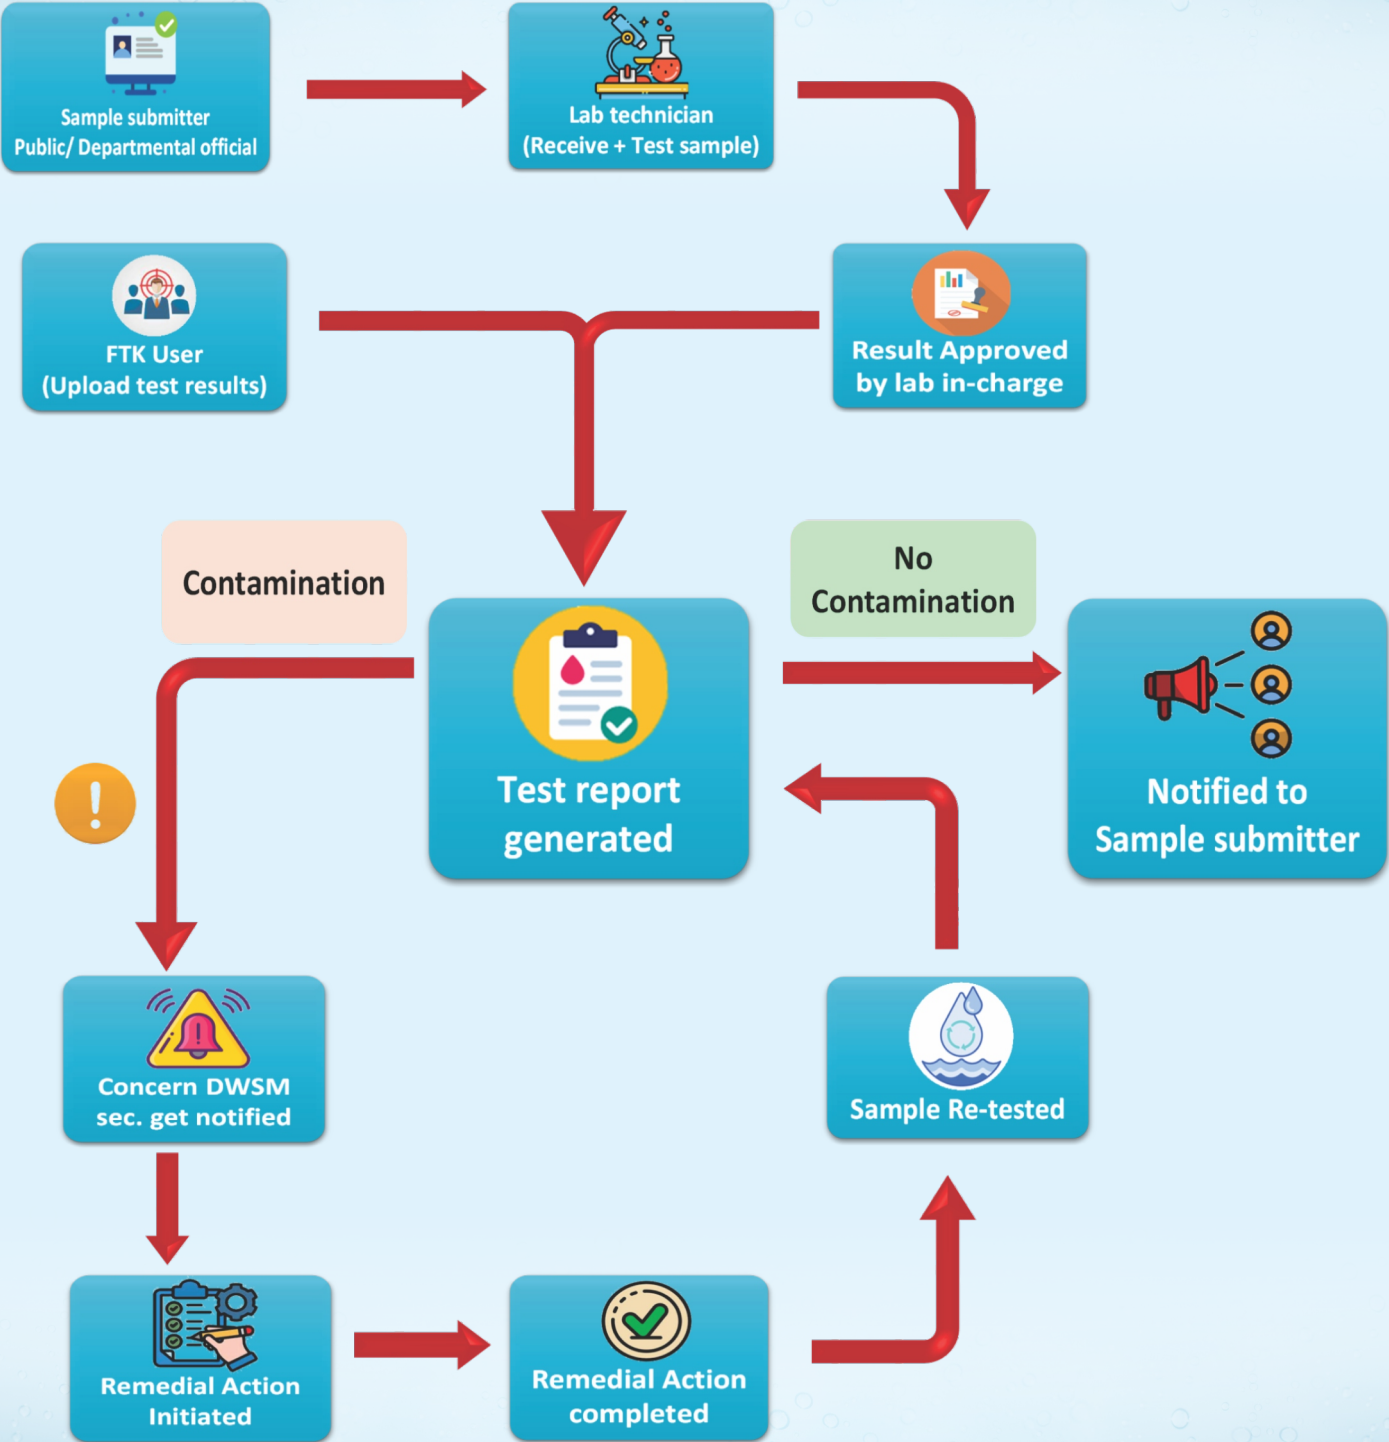 Sample submitter
Public/ Departmental official
Lab technician
(Receive + Test sample)
FTK User
(Upload test results)
Result Approved
by lab in-charge
Contamination
No
Contamination
Test report
generated
Notified to
Sample submitter
Concern DWSM
sec. get notified
Sample Re-tested
Remedial Action
Initiated
Remedial Action
completed